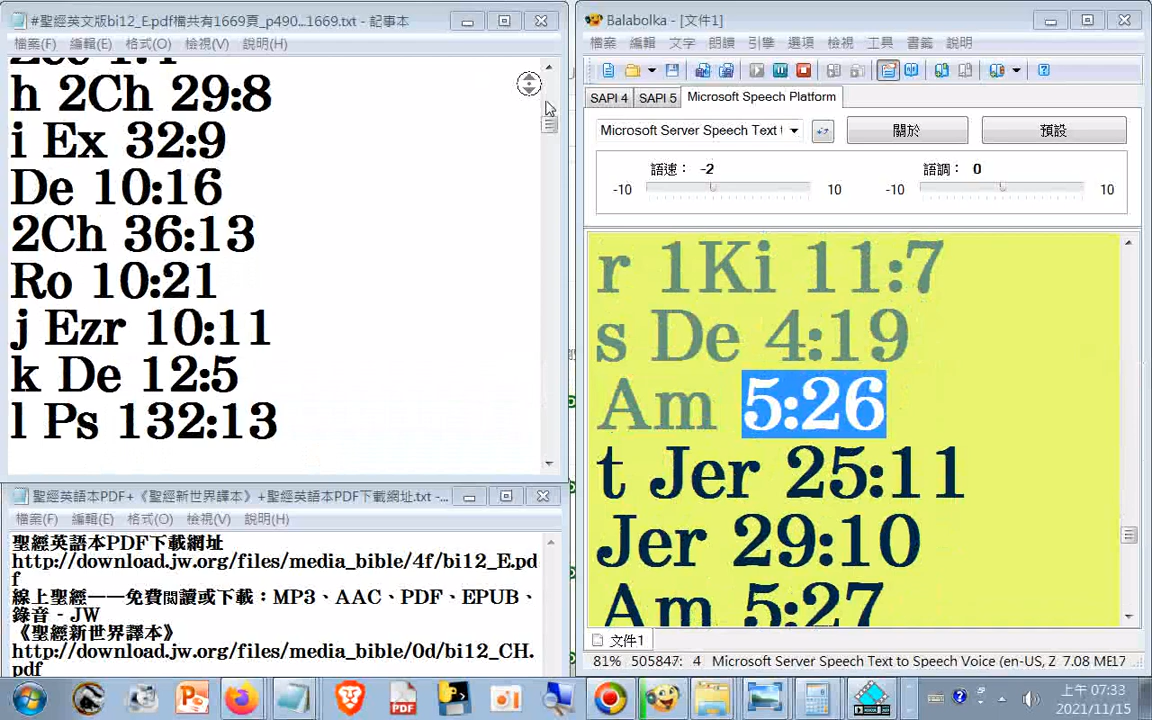 #聖經英文版bi12_E.pdf檔共有1669頁_p490...1669.txt - 記事本
檔案(F) 編輯(E) 格式(O) 檢視(V) 說明(H)
h 2Ch 29:8
i Ex 32:9
De 10:16
2Ch 36:13
Ro 10:21
j Ezr 10:11
k De 12:5
l Ps 132:13
聖經英語本PDF+《聖經新世界譯本》+聖經英語本PDF下載網址.txt -...
檔案(F) 編輯(E) 格式(O) 檢視(V) 說明(H)
聖經英語本PDF下載網址
http://download.jw.org/files/media_bible/4f/bi12_E.pd
f
線上聖經——免費閱讀或下載：MP3、AAC、PDF、EPUB、
錄音 - JW
《聖經新世界譯本》
http://download.jw.org/files/media_bible/0d/bi12_CH.
pdf
Balabolka - [文件1]
檔案 編輯 文字 朗讀 引擎 選項 檢視 工具 書籤 說明
SAPI 4 SAPI 5 Microsoft Speech Platform
Microsoft Server Speech Text t 關於 預設
語速： -2 語調： 0
-10 10 -10 10
r 1Ki 11:7
s De 4:19
Am 5:26
t Jer 25:11
Jer 29:10
Am 5:27
文件1
81% 505847: 4 Microsoft Server Speech Text to Speech Voice (en-US, Z 7.08 ME17
上午 07:33
2021/11/15